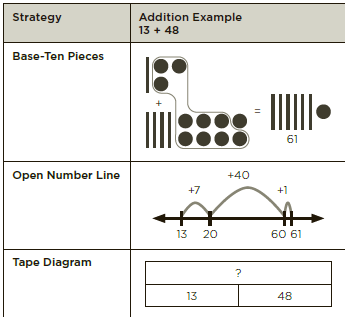 Strategy
Addition Example
13 + 48
Base-Ten Pieces
+
=
61
Open Number Line
+7
+40
+1
13
20
60 61
Tape Diagram
?
13
48